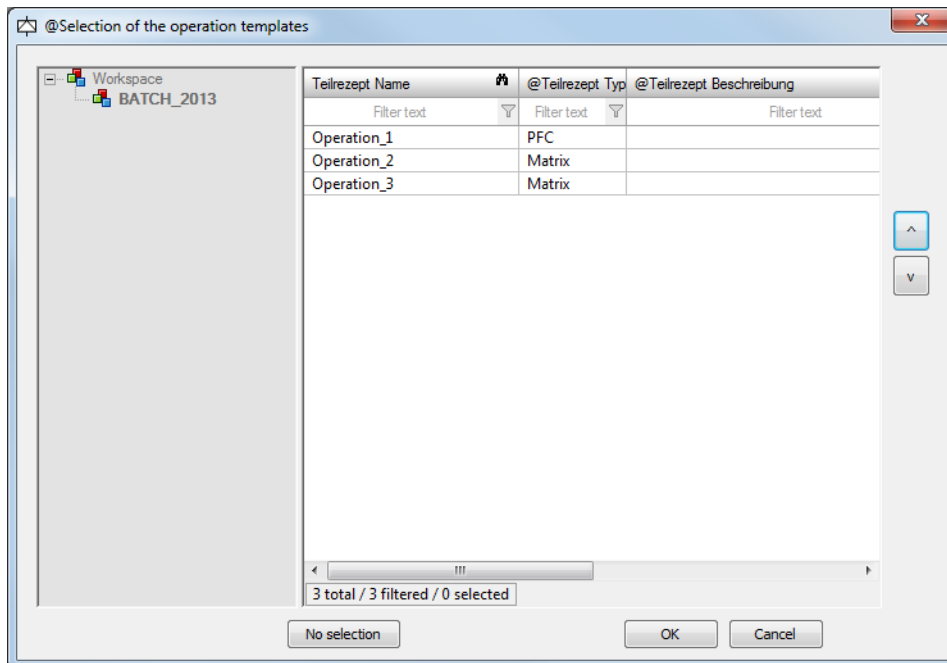 @Selection of the operation templates
Workspace
BATCH_2013
Teilrezept Name @Teilrezept Typ @Teilrezept Beschreibung
Filter text Filter text Filter text
Operation_1 PFC
Operation_2 Matrix
Operation_3 Matrix
^
v
3 total / 3 filtered / 0 selected
No selection OK Cancel